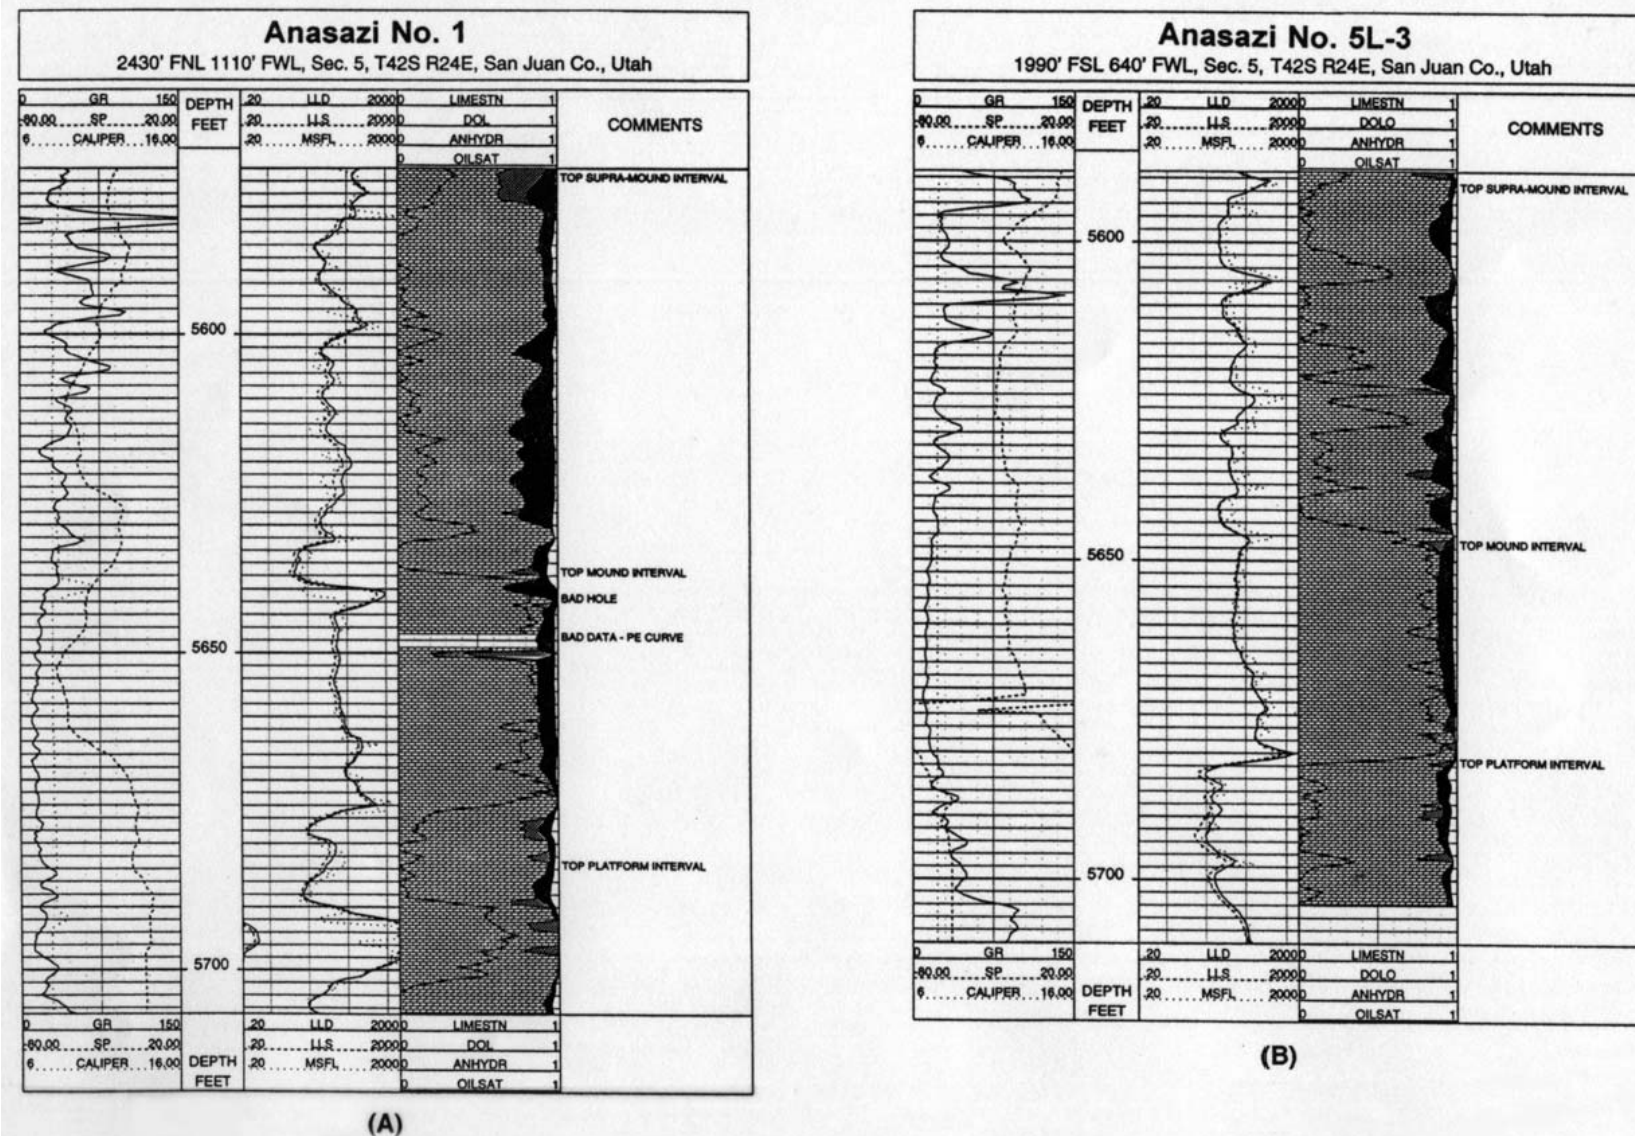 Anasazi No. 1
2430' FNL 1110' FWL, Sec. 5, T42S R24E, San Juan Co., Utah
0 GR 150
-80.00 SP 20.00
6 CALIPER 16.00
DEPTH
FEET
.20 LLD 2000
.20 LLS 2000
.20 MSFL 2000
0 LIMESTN 1
0 DOL 1
0 ANHYDR 1
0 OILSAT 1
COMMENTS
TOP SUPRA-MOUND INTERVAL
5600
TOP MOUND INTERVAL
BAD HOLE
BAD DATA - PE CURVE
5650
TOP PLATFORM INTERVAL
5700
0 GR 150
-80.00 SP 20.00
6 CALIPER 16.00
DEPTH
FEET
.20 LLD 2000
.20 LLS 2000
.20 MSFL 2000
0 LIMESTN 1
0 DOL 1
0 ANHYDR 1
0 OILSAT 1
(A)
Anasazi No. 5L-3
1990' FSL 640' FWL, Sec. 5, T42S R24E, San Juan Co., Utah
0 GR 150
-80.00 SP 20.00
6 CALIPER 16.00
DEPTH
FEET
.20 LLD 2000
.20 LLS 2000
.20 MSFL 2000
0 LIMESTN 1
0 DOLO 1
0 ANHYDR 1
0 OILSAT 1
COMMENTS
TOP SUPRA-MOUND INTERVAL
5600
TOP MOUND INTERVAL
5650
TOP PLATFORM INTERVAL
5700
0 GR 150
-80.00 SP 20.00
6 CALIPER 16.00
DEPTH
FEET
.20 LLD 2000
.20 LLS 2000
.20 MSFL 2000
0 LIMESTN 1
0 DOLO 1
0 ANHYDR 1
0 OILSAT 1
(B)